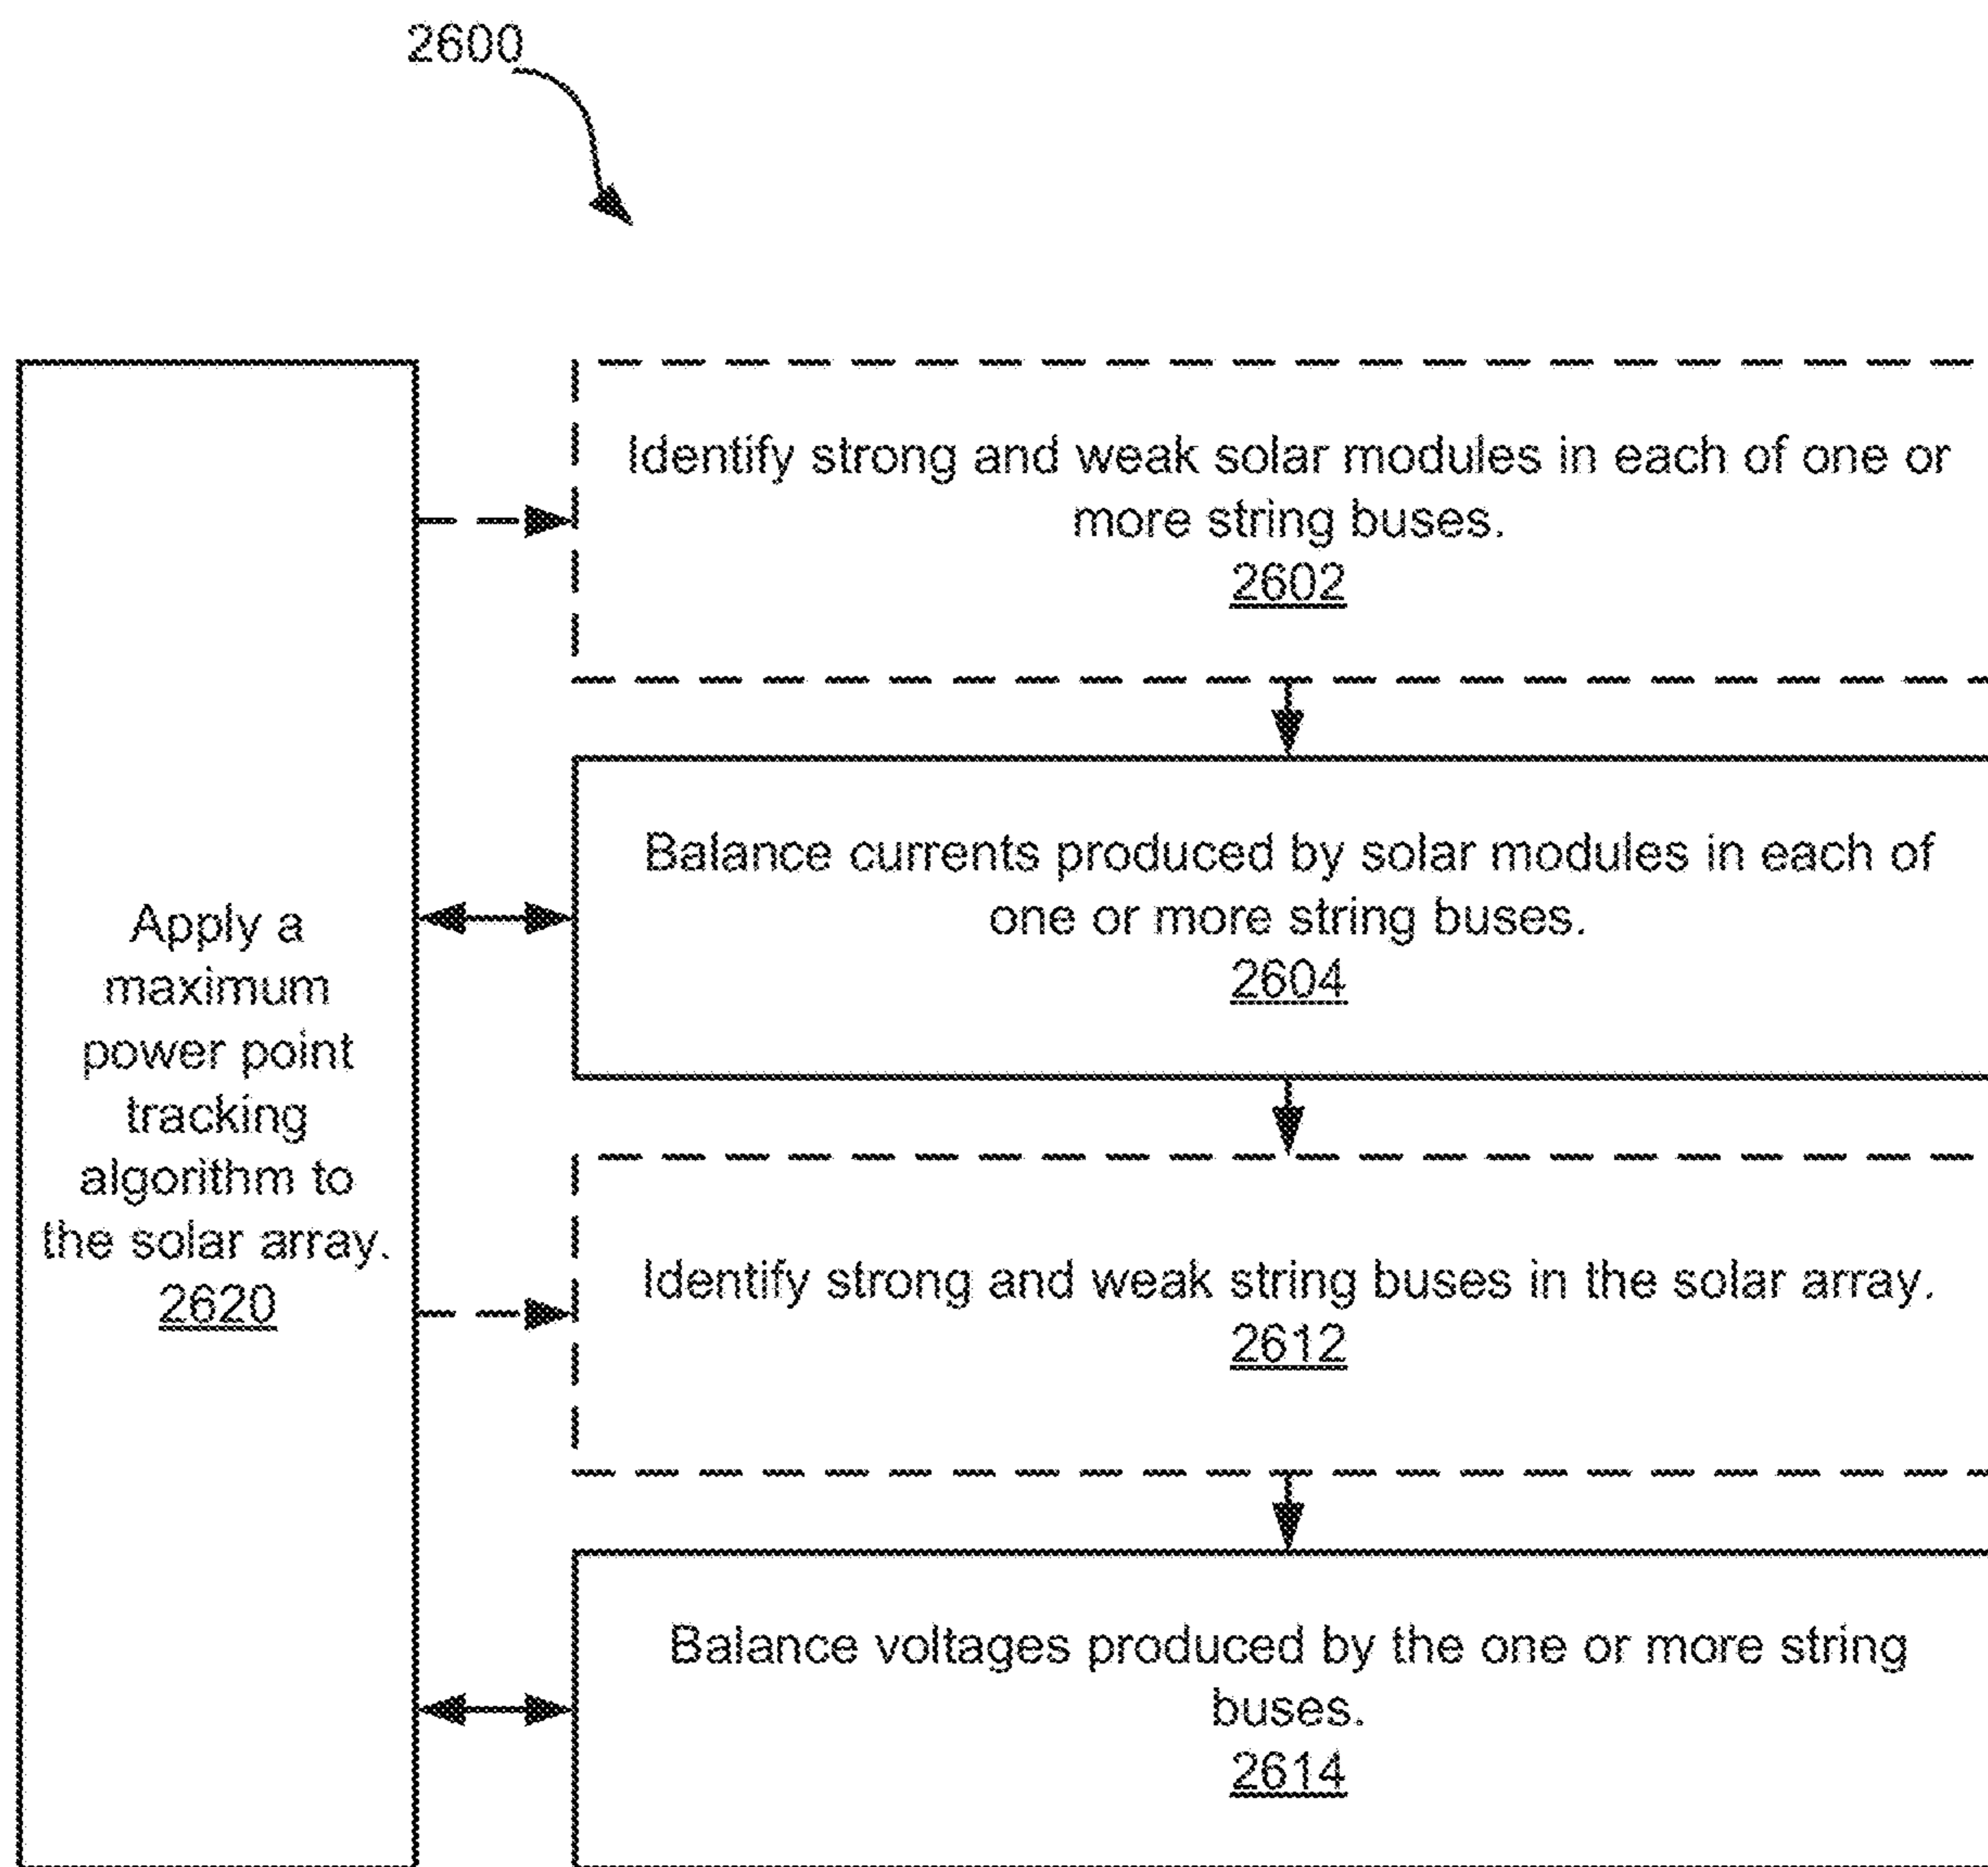 2600
Identify strong and weak solar modules in each of one or
more string buses.
2602
Balance currents produced by solar modules in each of
one or more string buses.
2604
Apply a
maximum
power point
tracking
algorithm to
the solar array.
2620
Identify strong and weak string buses in the solar array.
2612
Balance voltages produced by the one or more string
buses.
2614